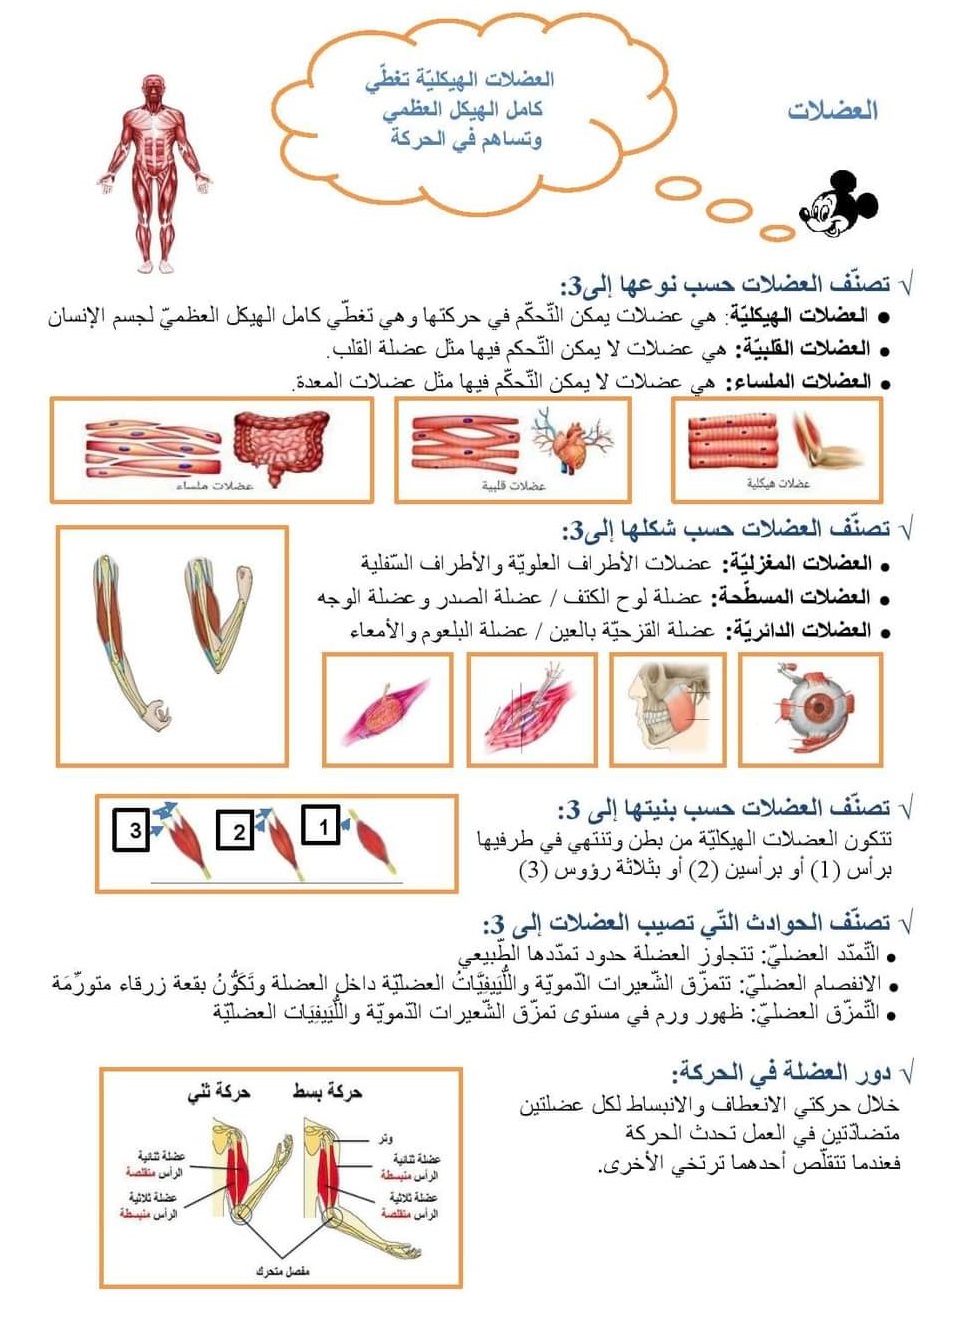 العضلات الهيكليّة تغطّي
كامل الهيكل العظمي
وتساهم في الحركة
العضلات
√ تصنّف العضلات حسب نوعها إلى3:
● العضلات الهيكليّة: هي عضلات يمكن التّحكّم في حركتها وهي تغطّي كامل الهيكل العظميّ لجسم الإنسان
● العضلات القلبيّة: هي عضلات لا يمكن التّحكم فيها مثل عضلة القلب.
● العضلات الملساء: هي عضلات لا يمكن التّحكّم فيها مثل عضلات المعدة.
عضلات هيكلية
عضلات قلبية
عضلات ملساء
√ تصنّف العضلات حسب شكلها إلى3:
● العضلات المغزليّة: عضلات الأطراف العلويّة والأطراف السّفلية
● العضلات المسطّحة: عضلة لوح الكتف / عضلة الصدر وعضلة الوجه
● العضلات الدائريّة: عضلة القزحيّة بالعين / عضلة البلعوم والأمعاء
√ تصنّف العضلات حسب بنيتها إلى 3:
تتكون العضلات الهيكليّة من بطن وتنتهي في طرفيها
برأس (1) أو برأسين (2) أو بثلاثة رؤوس (3)
1
2
3
√ تصنّف الحوادث التّي تصيب العضلات إلى 3:
● التّمدّد العضليّ: تتجاوز العضلة حدود تمدّدها الطّبيعي
● الانفصام العضليّ: تتمزّق الشّعيرات الدّمويّة واللُّيَيفِيَّاتُ العضليّة داخل العضلة وتَكَوُّنُ بقعة زرقاء متورِّمَة
● التّمزّق العضليّ: ظهور ورم في مستوى تمزّق الشّعيرات الدّمويّة واللُّيَيفِيَات العضليّة
√ دور العضلة في الحركة:
خلال حركتي الانعطاف والانبساط لكل عضلتين
متضادّتين في العمل تحدث الحركة
فعندما تتقلّص أحدهما ترتخي الأخرى.
حركة بسط
حركة ثني
وتر
عضلة ثنائية
الرأس منبسطة
عضلة ثلاثية
الرأس متقلصة
عضلة ثنائية
الرأس متقلصة
عضلة ثلاثية
الرأس منبسطة
مفصل متحرك